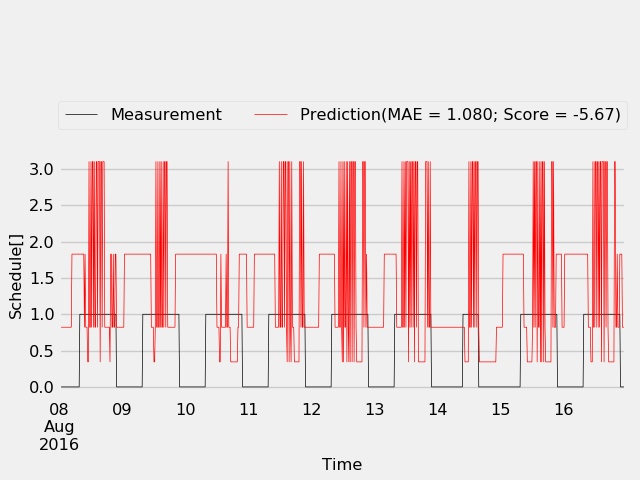 Measurement
Prediction(MAE = 1.080; Score = -5.67)
3.0
2.5
2.0
1.5
1.0
0.5
0.0
Schedule[]
08 09 10 11 12 13 14 15 16
Aug
2016
Time